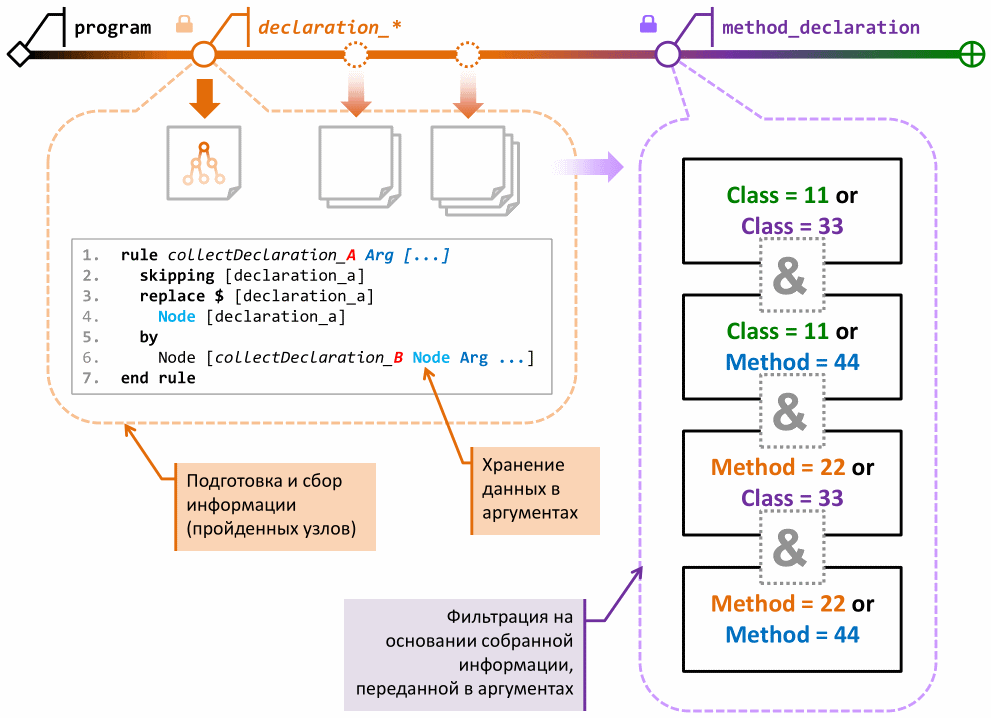 program
declaration_*
method_declaration
1. rule collectDeclaration_A Arg [...]
2. skipping [declaration_a]
3. replace $ [declaration_a]
4. Node [declaration_a]
5. by
6. Node [collectDeclaration_B Node Arg ...]
7. end rule
Подготовка и сбор
информации
(пройденных узлов)
Хранение
данных в
аргументах
Class = 11 or
Class = 33
&
Class = 11 or
Method = 44
&
Method = 22 or
Class = 33
&
Method = 22 or
Method = 44
Фильтрация на
основании собранной
информации,
переданной в аргументах